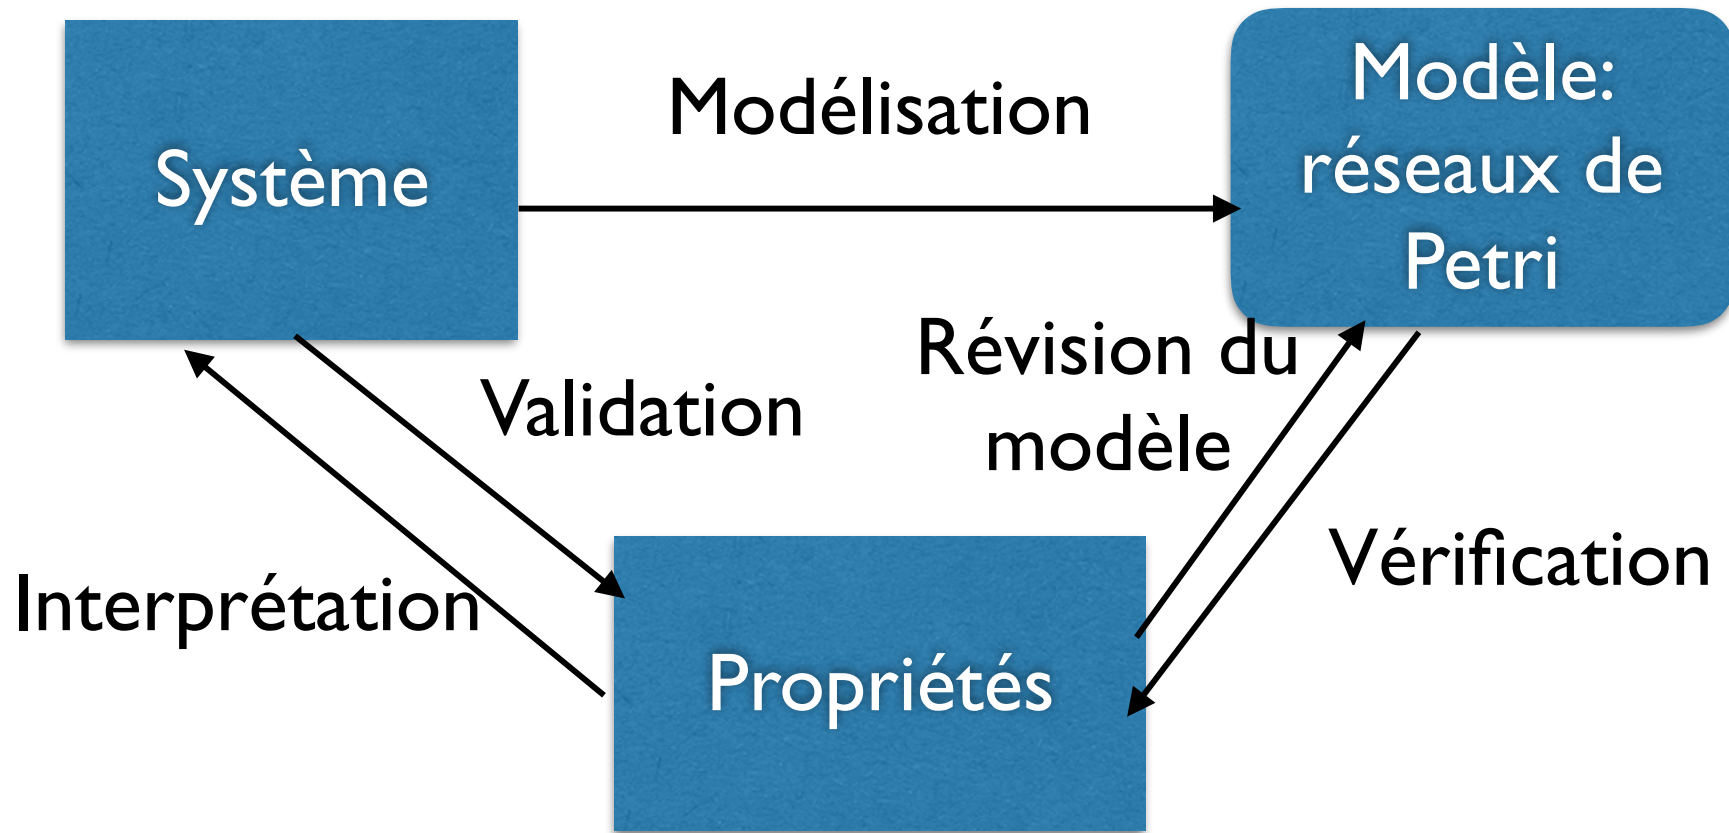 Système
Modélisation
Modèle:
réseaux de
Petri
Validation
Révision du
modèle
Interprétation
Vérification
Propriétés